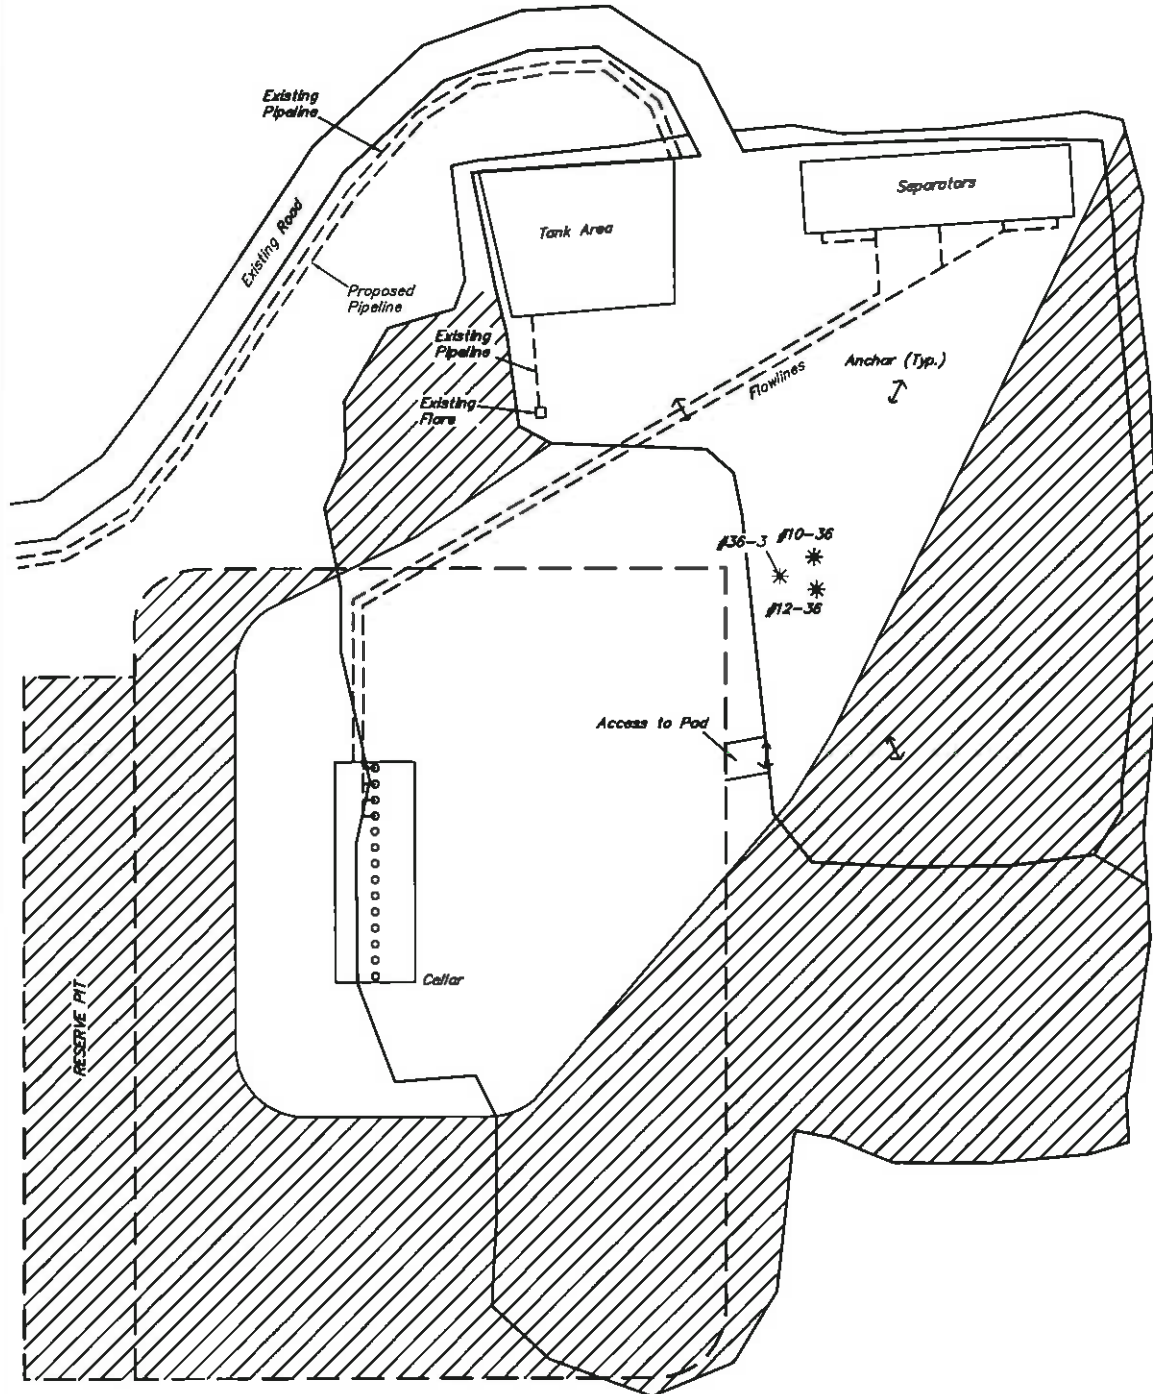 Existing
Pipeline
Separators
Tank Area
Existing Road
Proposed
Pipeline
Existing
Pipeline
Anchor (Typ.)
Flowlines
Existing
Flare
#36-3
#10-36
#12-36
Access to Pad
Cellar
RESERVE PIT